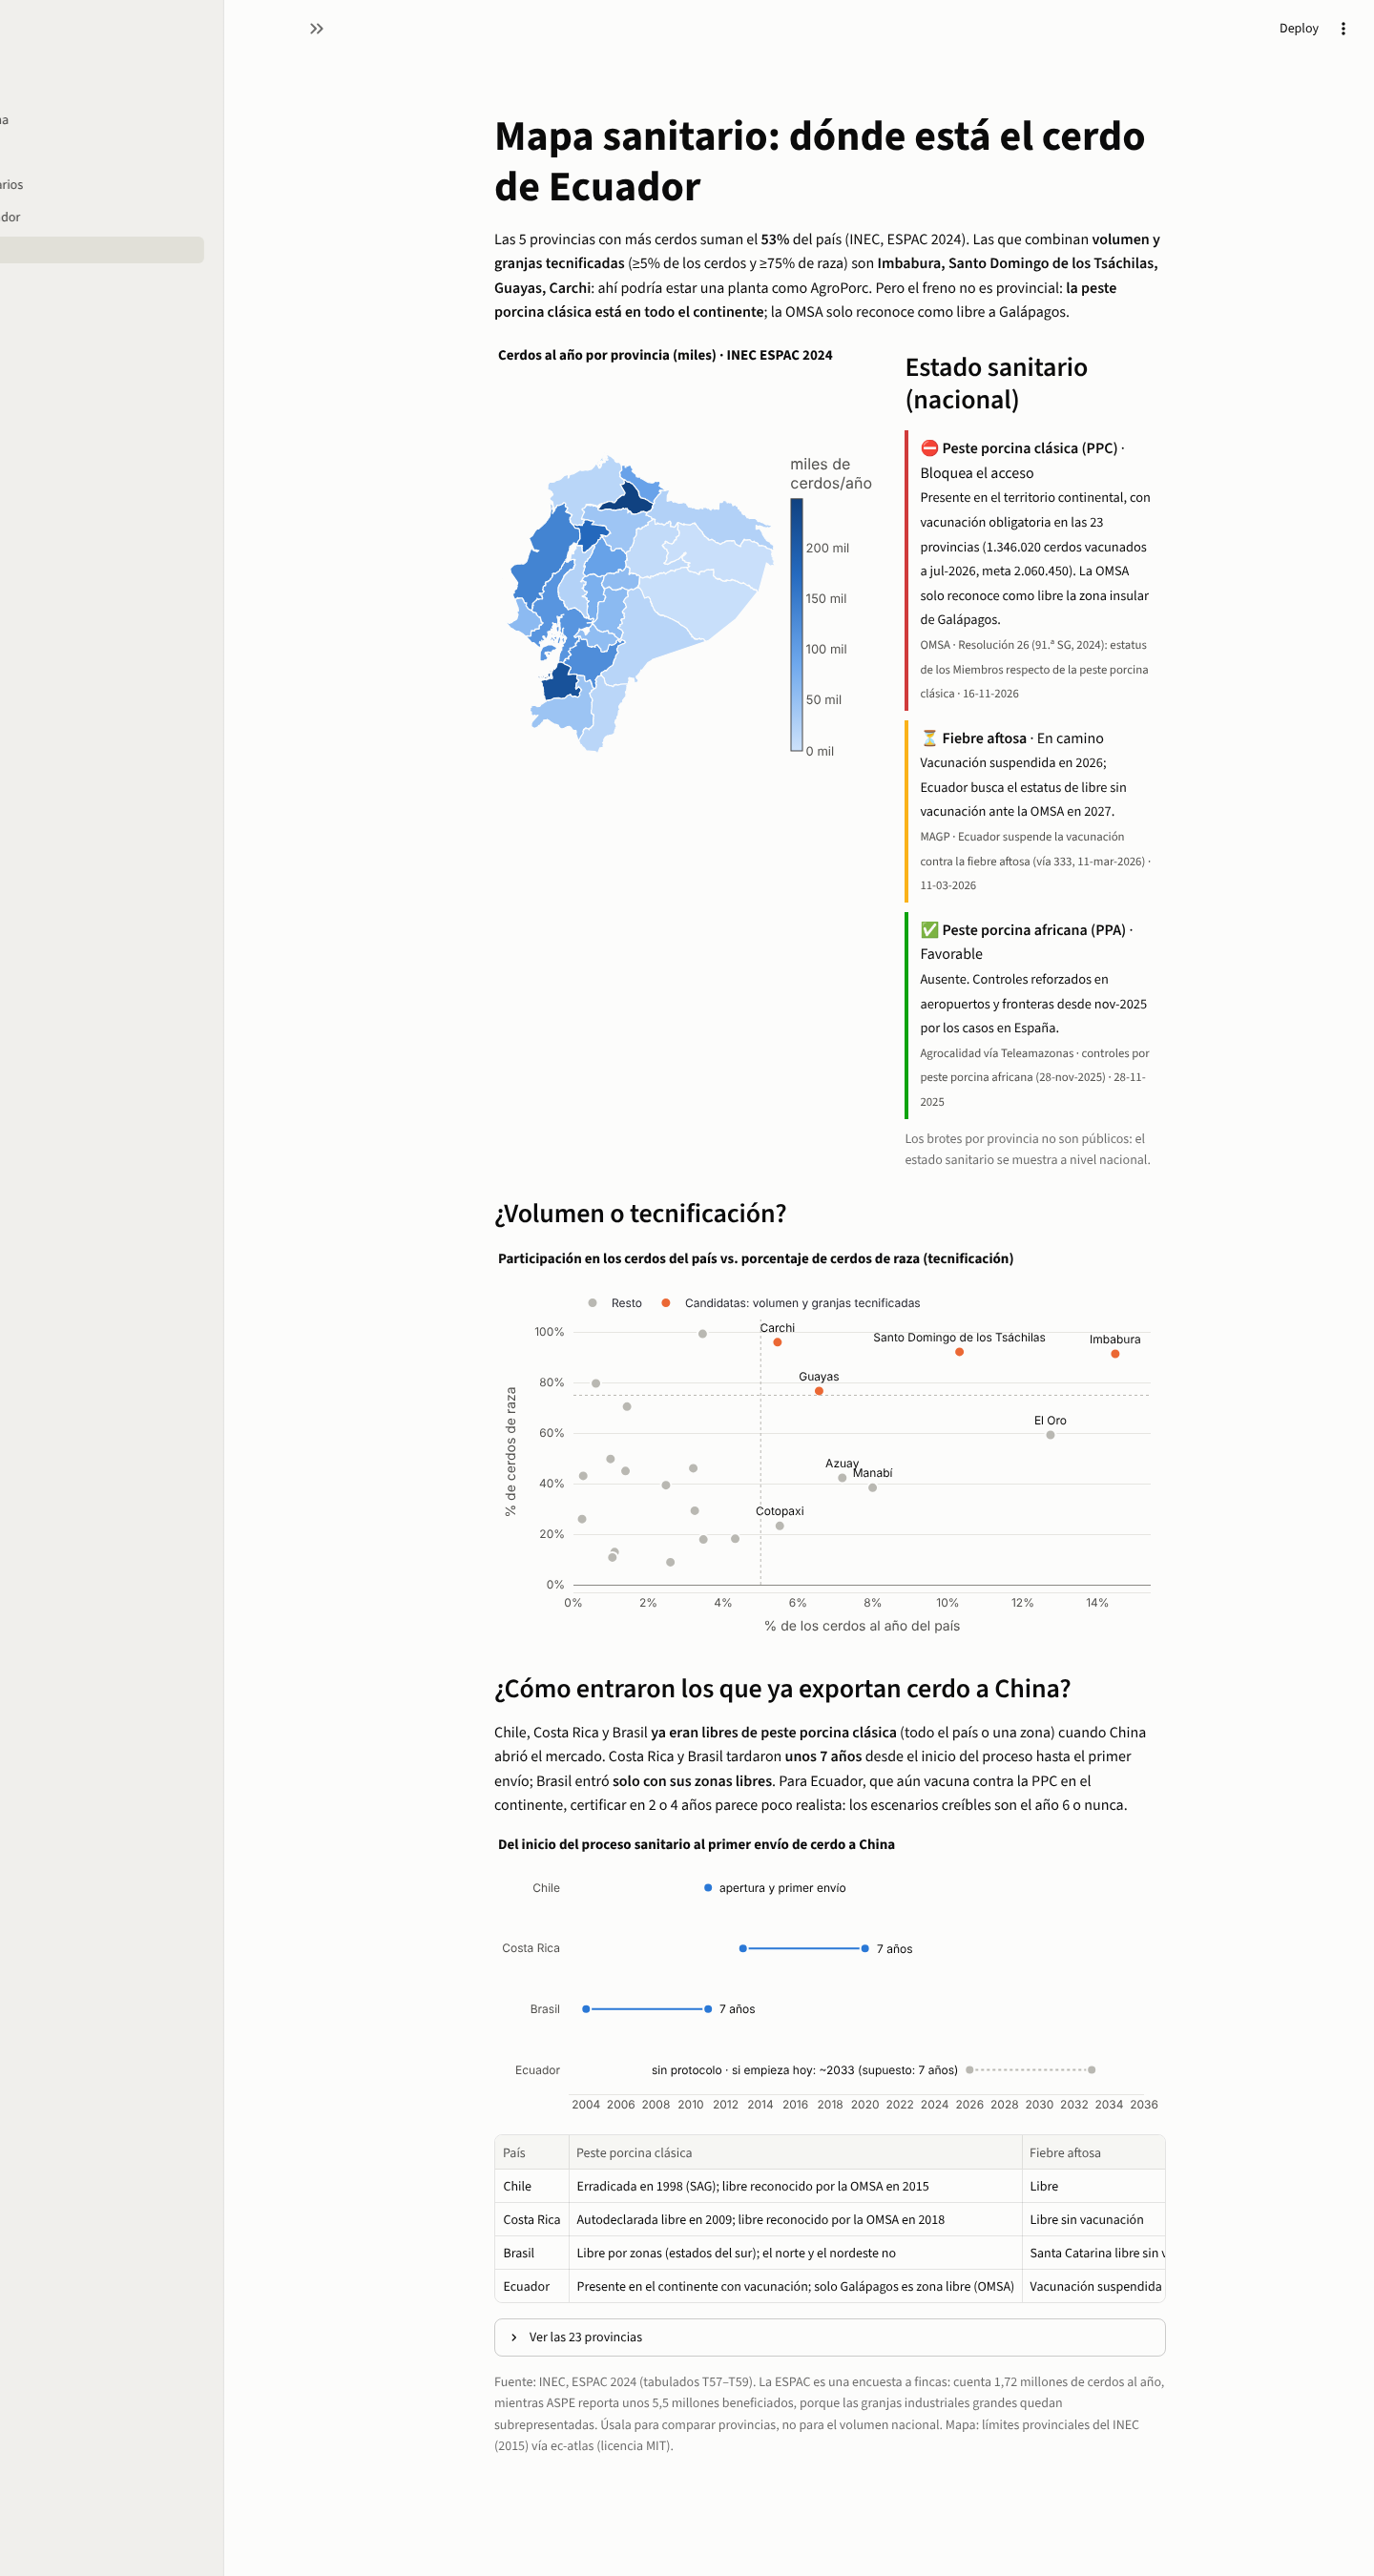 Deploy
na
arios
dor
Mapa sanitario: dónde está el cerdo
de Ecuador
Las 5 provincias con más cerdos suman el 53% del país (INEC, ESPAC 2024). Las que combinan volumen y
granjas tecnificadas (≥5% de los cerdos y ≥75% de raza) son Imbabura, Santo Domingo de los Tsáchilas,
Guayas, Carchi: ahí podría estar una planta como AgroPorc. Pero el freno no es provincial: la peste
porcina clásica está en todo el continente; la OMSA solo reconoce como libre a Galápagos.
Cerdos al año por provincia (miles) · INEC ESPAC 2024
miles de
cerdos/año
200 mil
150 mil
100 mil
50 mil
0 mil
Estado sanitario
(nacional)
⛔ Peste porcina clásica (PPC) ·
Bloquea el acceso
Presente en el territorio continental, con
vacunación obligatoria en las 23
provincias (1.346.020 cerdos vacunados
a jul-2026, meta 2.060.450). La OMSA
solo reconoce como libre la zona insular
de Galápagos.
OMSA · Resolución 26 (91.ª SG, 2024): estatus
de los Miembros respecto de la peste porcina
clásica · 16-11-2026
⏳ Fiebre aftosa · En camino
Vacunación suspendida en 2026;
Ecuador busca el estatus de libre sin
vacunación ante la OMSA en 2027.
MAGP · Ecuador suspende la vacunación
contra la fiebre aftosa (vía 333, 11-mar-2026) ·
11-03-2026
✅ Peste porcina africana (PPA) ·
Favorable
Ausente. Controles reforzados en
aeropuertos y fronteras desde nov-2025
por los casos en España.
Agrocalidad vía Teleamazonas · controles por
peste porcina africana (28-nov-2025) · 28-11-
2025
Los brotes por provincia no son públicos: el
estado sanitario se muestra a nivel nacional.
¿Volumen o tecnificación?
Participación en los cerdos del país vs. porcentaje de cerdos de raza (tecnificación)
Resto
Candidatas: volumen y granjas tecnificadas
% de cerdos de raza
100%
80%
60%
40%
20%
0%
Carchi
Santo Domingo de los Tsáchilas
Imbabura
Guayas
El Oro
Azuay
Manabí
Cotopaxi
0% 2% 4% 6% 8% 10% 12% 14%
% de los cerdos al año del país
¿Cómo entraron los que ya exportan cerdo a China?
Chile, Costa Rica y Brasil ya eran libres de peste porcina clásica (todo el país o una zona) cuando China
abrió el mercado. Costa Rica y Brasil tardaron unos 7 años desde el inicio del proceso hasta el primer
envío; Brasil entró solo con sus zonas libres. Para Ecuador, que aún vacuna contra la PPC en el
continente, certificar en 2 o 4 años parece poco realista: los escenarios creíbles son el año 6 o nunca.
Del inicio del proceso sanitario al primer envío de cerdo a China
Chile apertura y primer envío
Costa Rica 7 años
Brasil 7 años
Ecuador sin protocolo · si empieza hoy: ~2033 (supuesto: 7 años)
2004 2006 2008 2010 2012 2014 2016 2018 2020 2022 2024 2026 2028 2030 2032 2034 2036
País Peste porcina clásica Fiebre aftosa
Chile Erradicada en 1998 (SAG); libre reconocido por la OMSA en 2015 Libre
Costa Rica Autodeclarada libre en 2009; libre reconocido por la OMSA en 2018 Libre sin vacunación
Brasil Libre por zonas (estados del sur); el norte y el nordeste no Santa Catarina libre sin v
Ecuador Presente en el continente con vacunación; solo Galápagos es zona libre (OMSA) Vacunación suspendida
Ver las 23 provincias
Fuente: INEC, ESPAC 2024 (tabulados T57–T59). La ESPAC es una encuesta a fincas: cuenta 1,72 millones de cerdos al año,
mientras ASPE reporta unos 5,5 millones beneficiados, porque las granjas industriales grandes quedan
subrepresentadas. Úsala para comparar provincias, no para el volumen nacional. Mapa: límites provinciales del INEC
(2015) vía ec-atlas (licencia MIT).